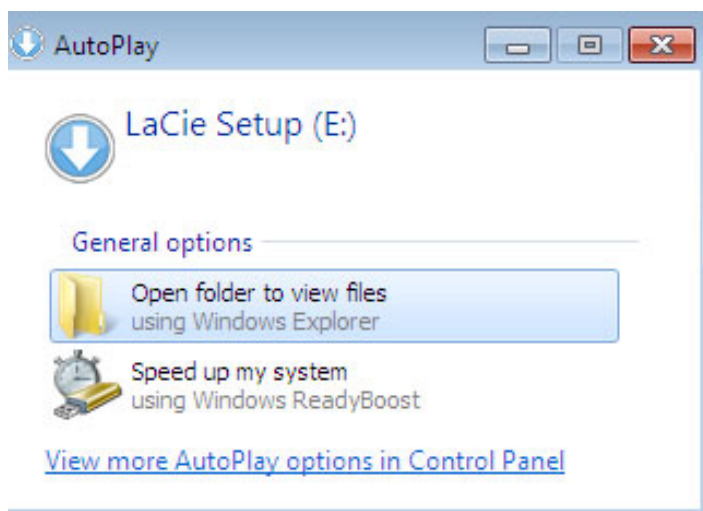 AutoPlay
LaCie Setup (E:)
General options
Open folder to view files
using Windows Explorer
Speed up my system
using Windows ReadyBoost
View more AutoPlay options in Control Panel